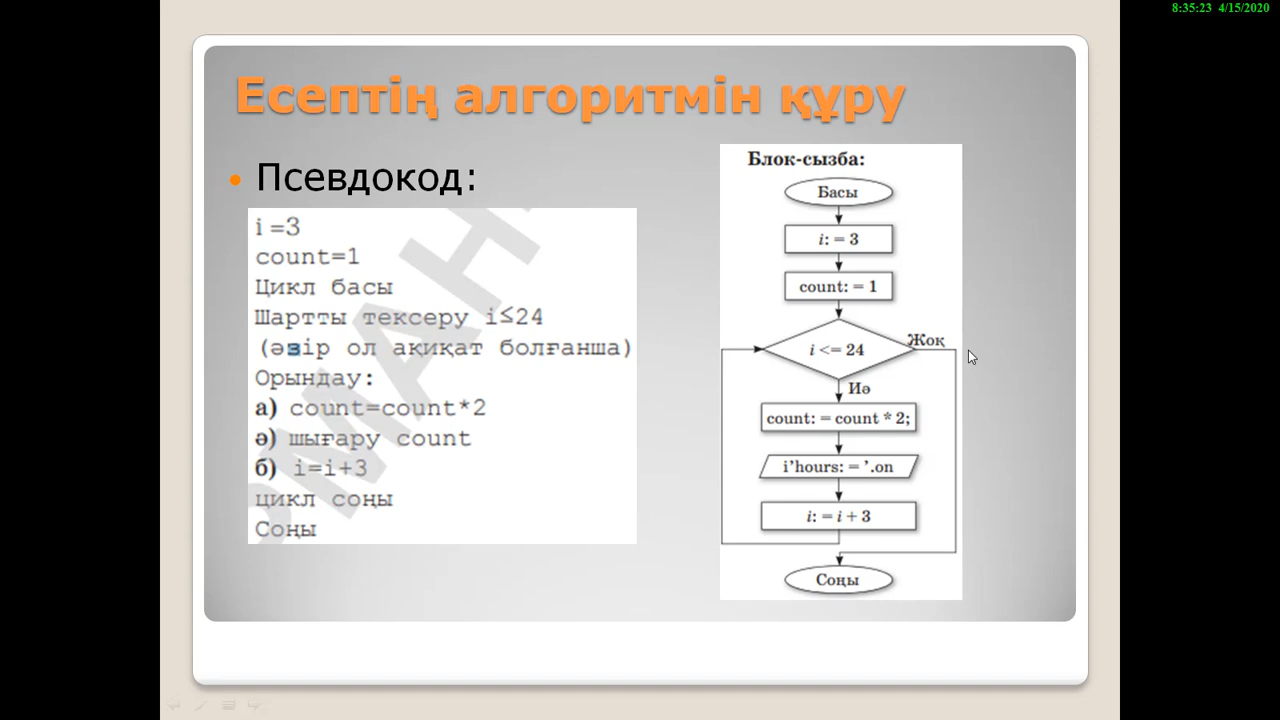 8:35:23 4/15/2020
Есептің алгоритмін құру
• Псевдокод:
i =3
count=1
Цикл басы
Шартты тексеру i≤24
(әзір ол ақиқат болғанша)
Орындау:
а) count=count*2
ә) шығару count
б) i=i+3
цикл соңы
Соңы
Блок-сызба:
Басы
i: = 3
count: = 1
i <= 24
Жоқ
Иә
count: = count * 2;
i’hours: = ’.on
i: = i + 3
Соңы